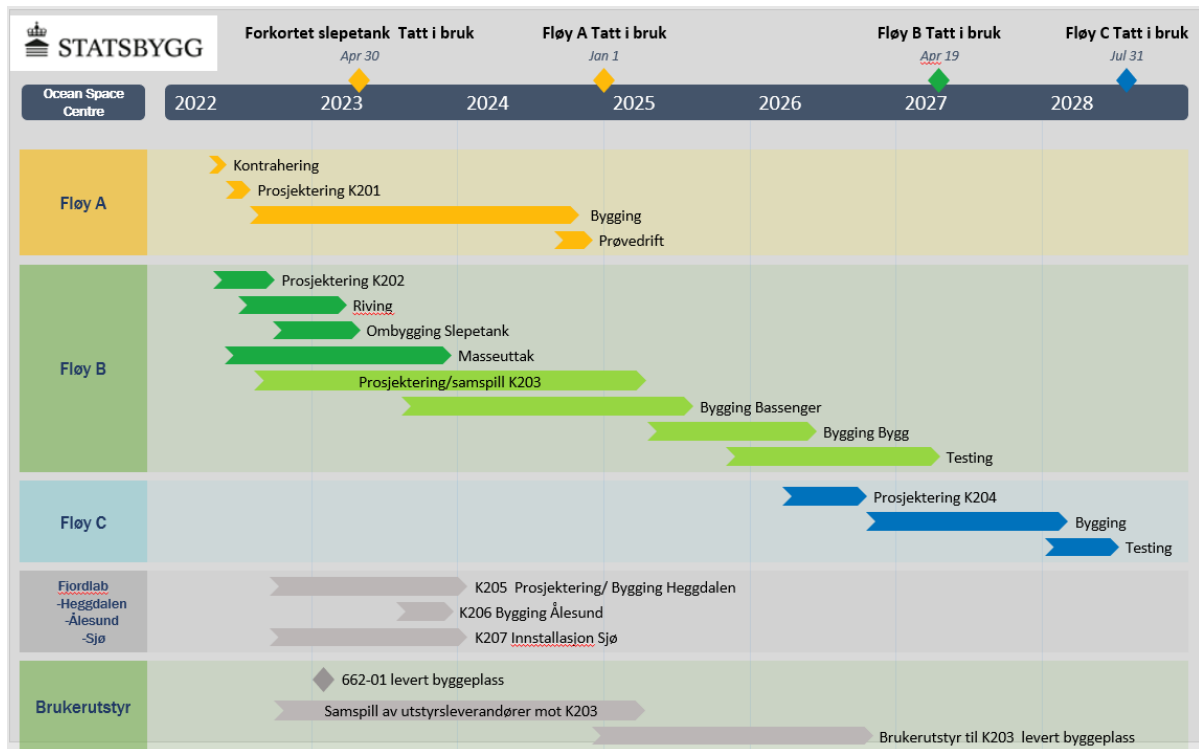 STATSBYGG
Forkortet slepetank Tatt i bruk
Apr 30
Fløy A Tatt i bruk
Jan 1
Fløy B Tatt i bruk
Apr 19
Fløy C Tatt i bruk
Jul 31
Ocean Space
Centre
2022 2023 2024 2025 2026 2027 2028
Fløy A
Kontrahering
Prosjektering K201
Bygging
Prøvedrift
Fløy B
Prosjektering K202
Riving
Ombygging Slepetank
Masseuttak
Prosjektering/samspill K203
Bygging Bassenger
Bygging Bygg
Testing
Fløy C
Prosjektering K204
Bygging
Testing
Fjordlab
-Heggdalen
-Ålesund
-Sjø
K205 Prosjektering/ Bygging Heggdalen
K206 Bygging Ålesund
K207 Innstallasjon Sjø
Brukerutstyr
662-01 levert byggeplass
Samspill av utstyrsleverandører mot K203
Brukerutstyr til K203 levert byggeplass